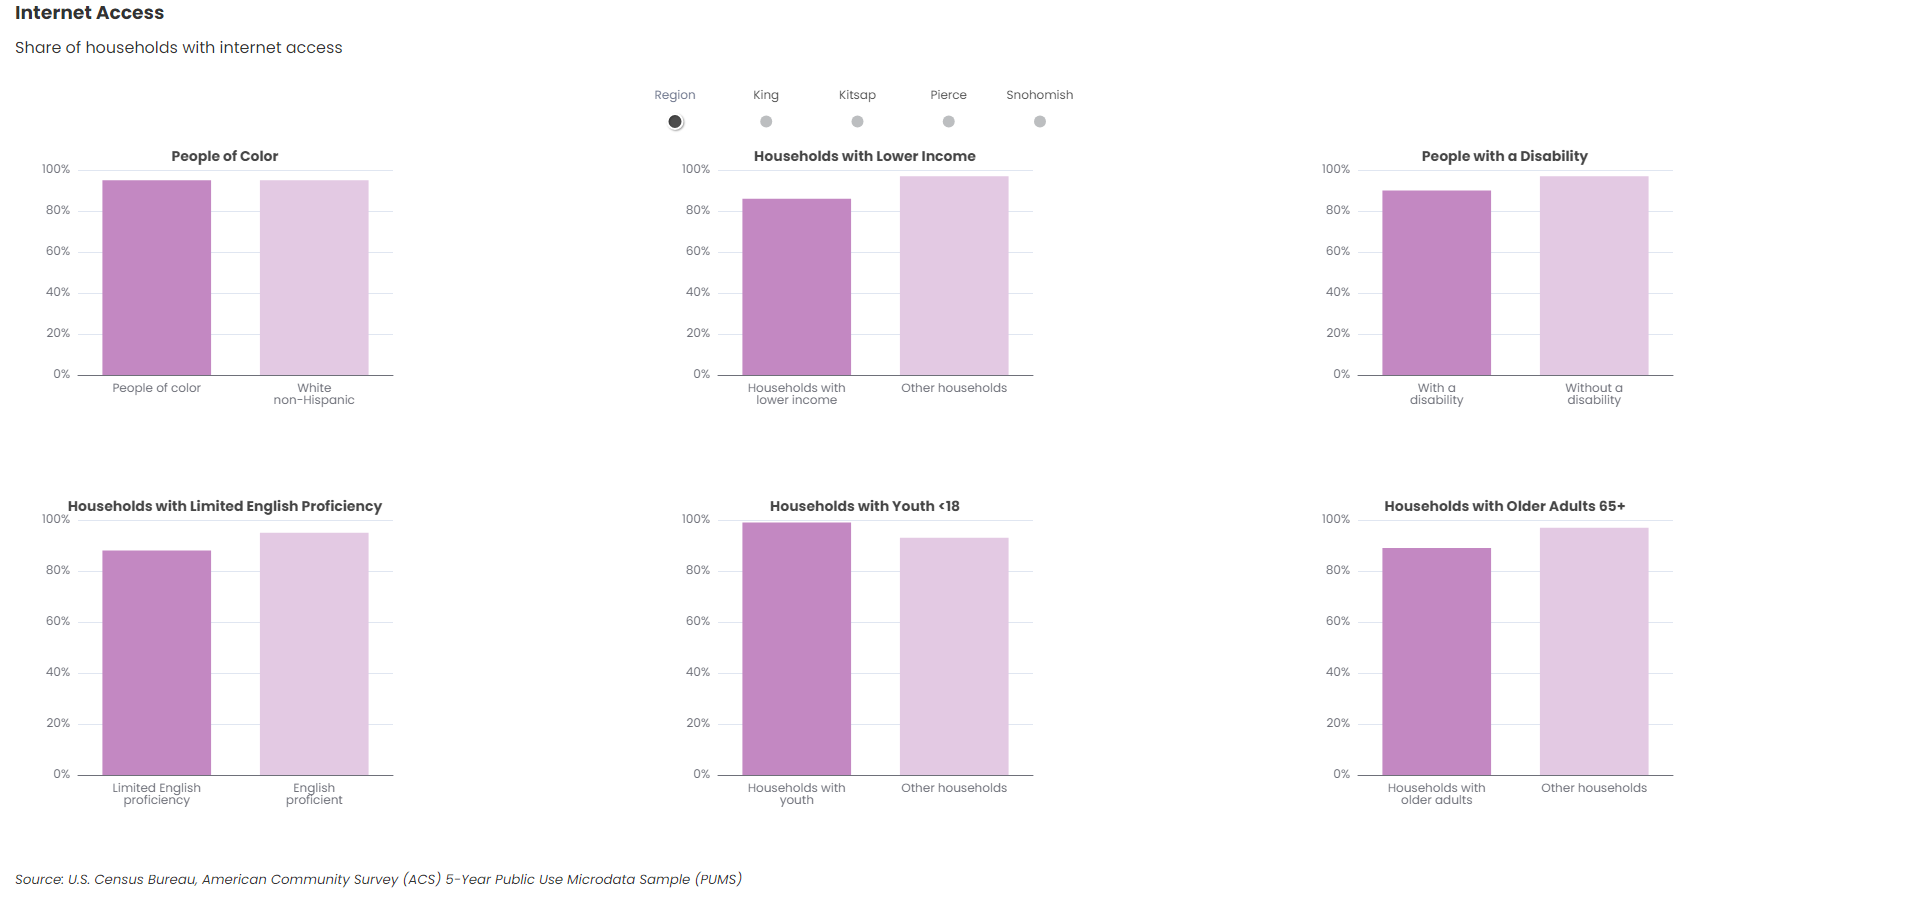 Internet Access
Share of households with internet access
Region King Kitsap Pierce Snohomish
People of Color
100%
80%
60%
40%
20%
0%
People of color
White
non-Hispanic
Households with Lower Income
100%
80%
60%
40%
20%
0%
Households with
lower income
Other households
People with a Disability
100%
80%
60%
40%
20%
0%
With a
disability
Without a
disability
Households with Limited English Proficiency
100%
80%
60%
40%
20%
0%
Limited English
proficiency
English
proficient
Households with Youth <18
100%
80%
60%
40%
20%
0%
Households with
youth
Other households
Households with Older Adults 65+
100%
80%
60%
40%
20%
0%
Households with
older adults
Other households
Source: U.S. Census Bureau, American Community Survey (ACS) 5-Year Public Use Microdata Sample (PUMS)